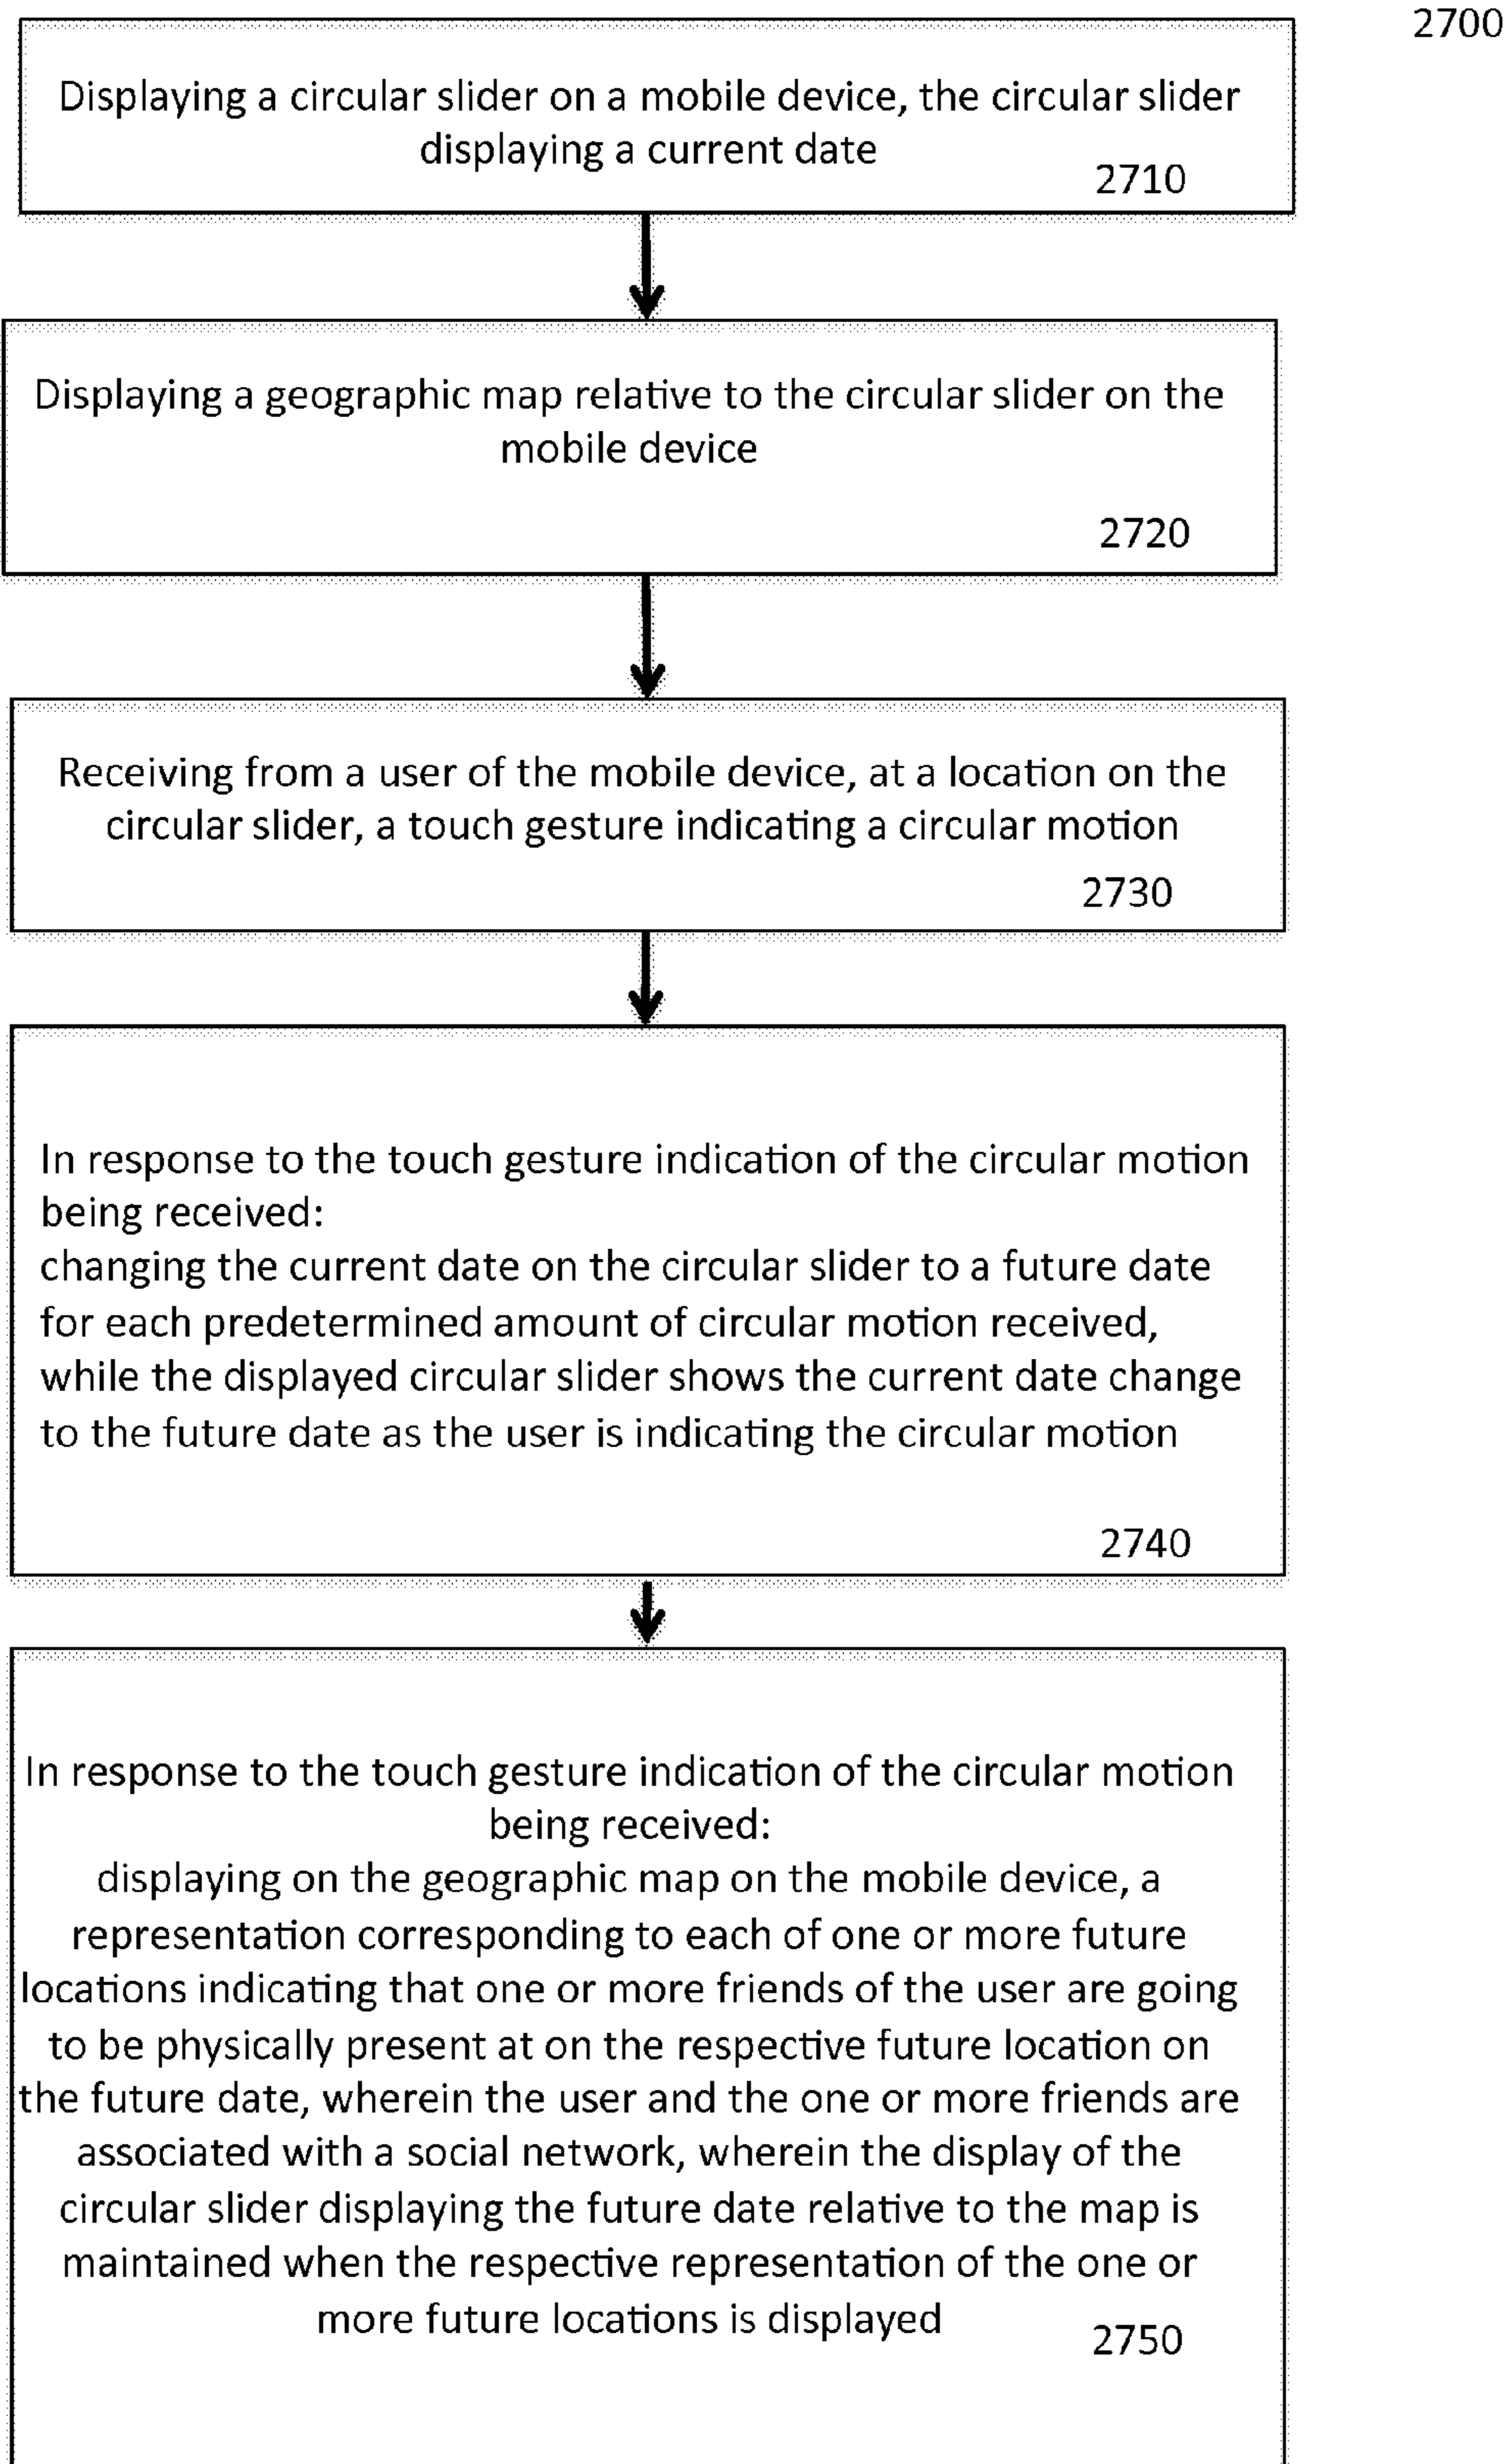 2700
Displaying a circular slider on a mobile device, the circular slider
displaying a current date
2710
Displaying a geographic map relative to the circular slider on the
mobile device
2720
Receiving from a user of the mobile device, at a location on the
circular slider, a touch gesture indicating a circular motion
2730
In response to the touch gesture indication of the circular motion
being received:
changing the current date on the circular slider to a future date
for each predetermined amount of circular motion received,
while the displayed circular slider shows the current date change
to the future date as the user is indicating the circular motion
2740
In response to the touch gesture indication of the circular motion
being received:
displaying on the geographic map on the mobile device, a
representation corresponding to each of one or more future
locations indicating that one or more friends of the user are going
to be physically present at on the respective future location on
the future date, wherein the user and the one or more friends are
associated with a social network, wherein the display of the
circular slider displaying the future date relative to the map is
maintained when the respective representation of the one or
more future locations is displayed
2750